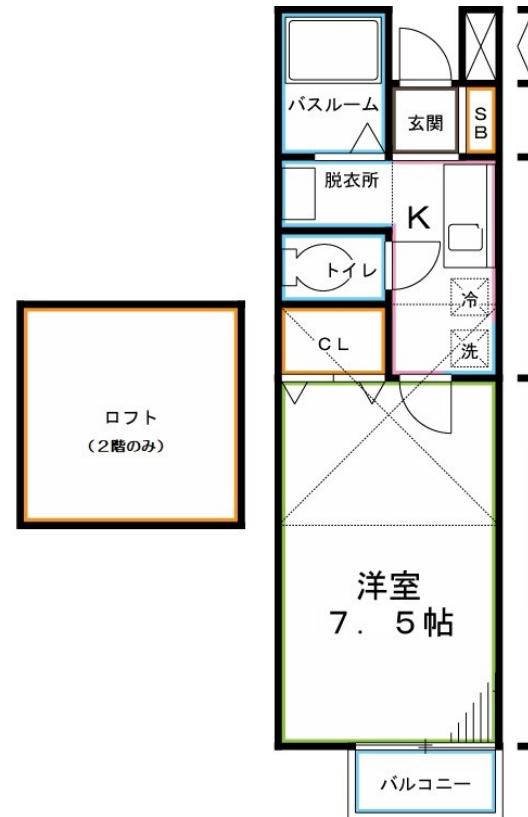 バスルーム
玄関
SB
脱衣所
K
トイレ
冷
CL
洗
ロフト
(2階のみ)
洋室
7.5帖
バルコニー